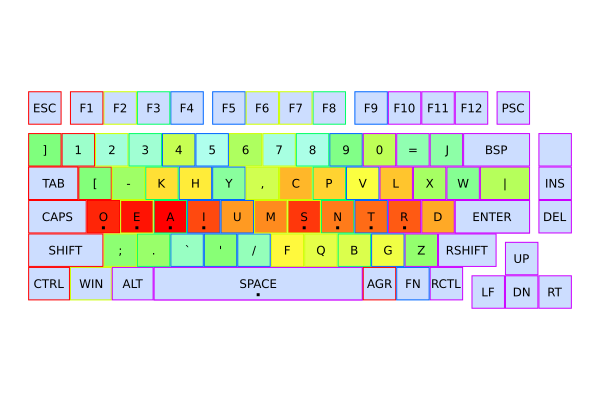 ESC F1 F2 F3 F4 F5 F6 F7 F8 F9 F10 F11 F12 PSC
] 1 2 3 4 5 6 7 8 9 0 = J BSP
TAB [ - K H Y , C P V L X W | INS
CAPS O E A I U M S N T R D ENTER DEL
SHIFT ; . ` ' / F Q B G Z RSHIFT UP
CTRL WIN ALT SPACE AGR FN RCTL LF DN RT